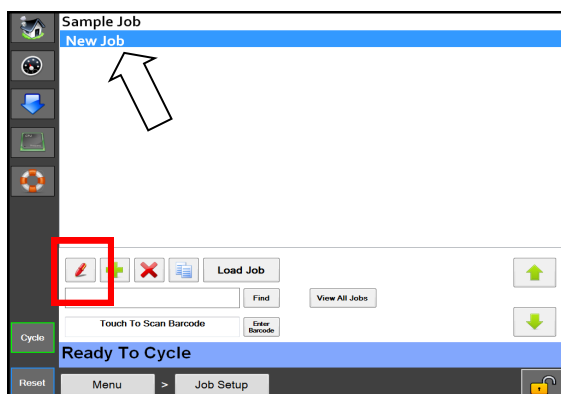 Sample Job
New Job
Load Job
Find
View All Jobs
Touch To Scan Barcode
Enter
Barcode
Cycle
Ready To Cycle
Reset
Menu > Job Setup